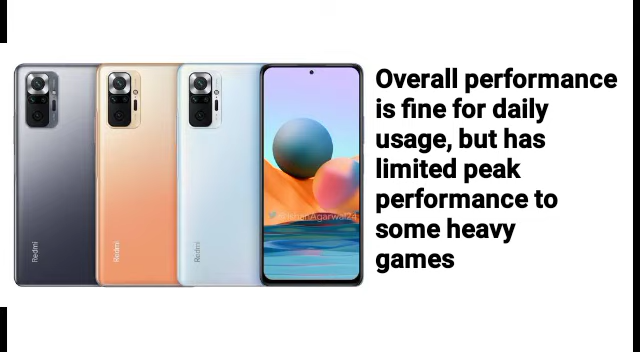 Overall performance
is fine for daily
usage, but has
limited peak
performance to
some heavy
games
Redmi
Redmi
Redmi